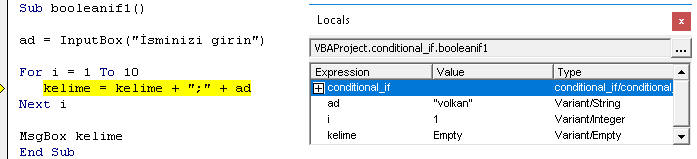 Sub booleanif1()
ad = InputBox("İsminizi girin")
For i = 1 To 10
kelime = kelime + ";" + ad
Next i
MsgBox kelime
End Sub
Locals
x
VBAProject.conditional_if.booleanif1
...
Expression Value Type
conditional_if conditional_if/conditional_
ad "volkan" Variant/String
i 1 Variant/Integer
kelime Empty Variant/Empty